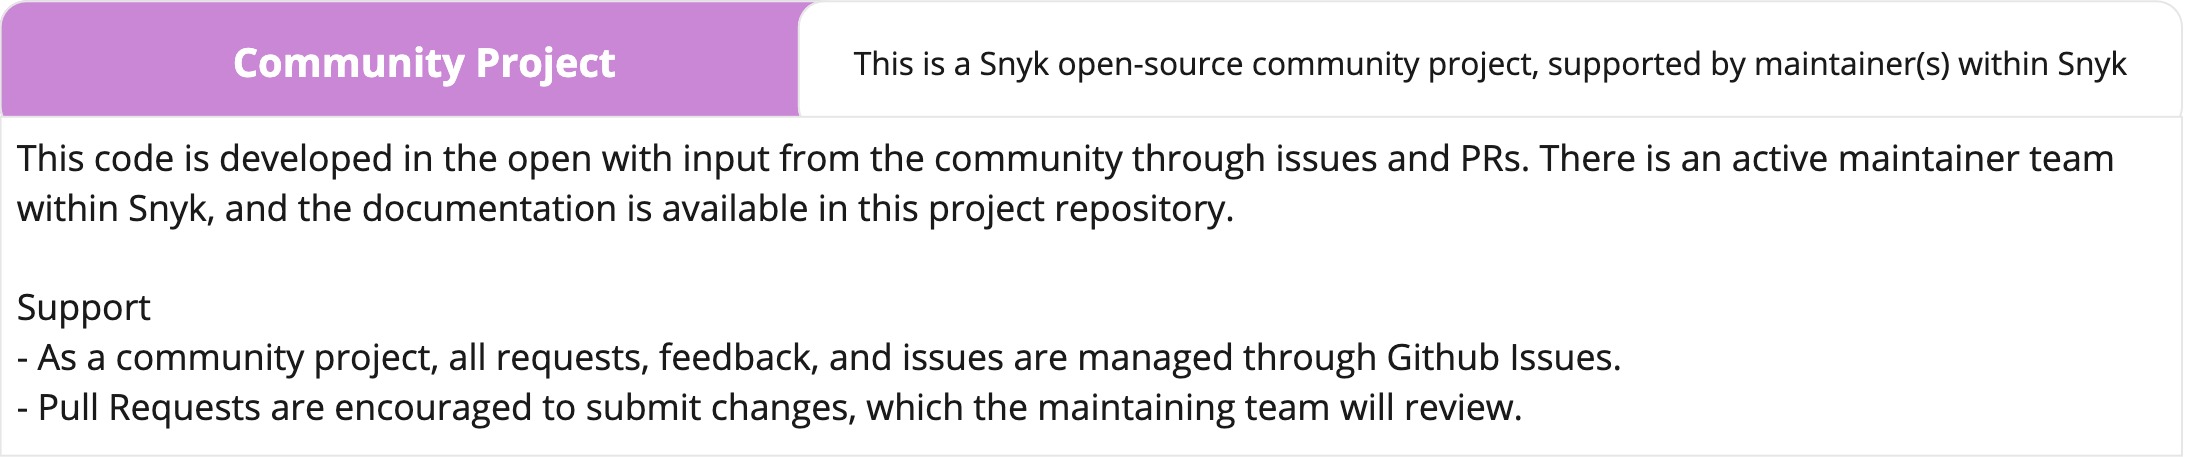 Community Project
This is a Snyk open-source community project, supported by maintainer(s) within Snyk
This code is developed in the open with input from the community through issues and PRs. There is an active maintainer team
within Snyk, and the documentation is available in this project repository.
Support
- As a community project, all requests, feedback, and issues are managed through Github Issues.
- Pull Requests are encouraged to submit changes, which the maintaining team will review.